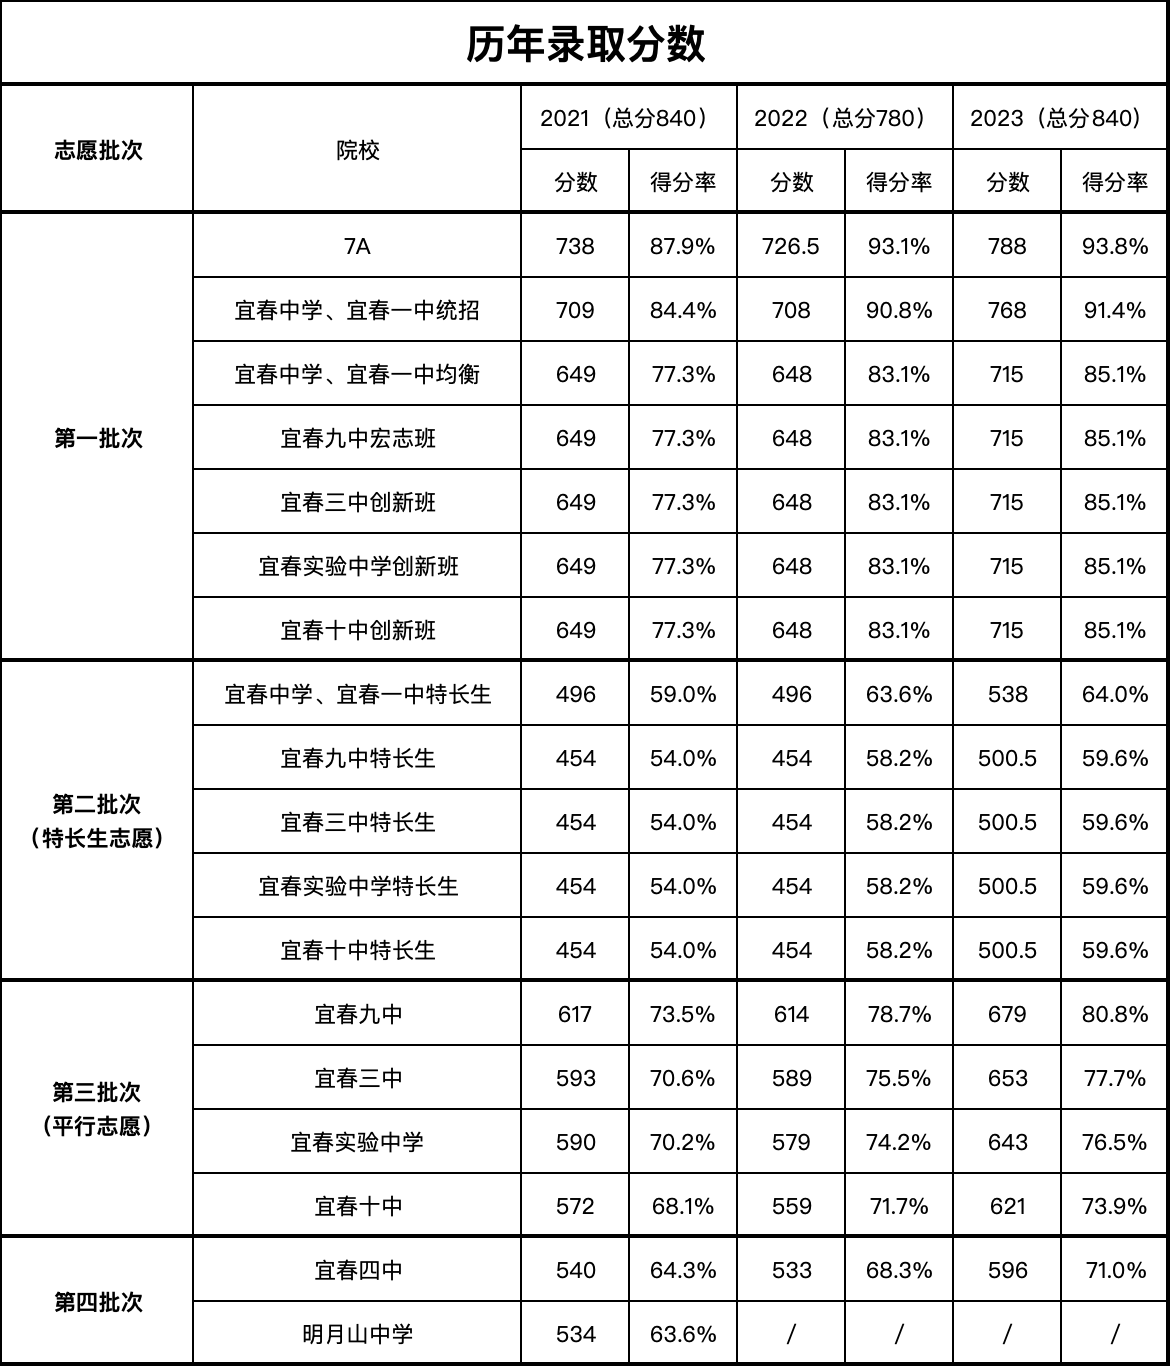 历年录取分数
志愿批次 院校 2021（总分840） 2022（总分780） 2023（总分840）
分数 得分率 分数 得分率 分数 得分率
第一批次
7A 738 87.9% 726.5 93.1% 788 93.8%
宜春中学、宜春一中统招 709 84.4% 708 90.8% 768 91.4%
宜春中学、宜春一中均衡 649 77.3% 648 83.1% 715 85.1%
宜春九中宏志班 649 77.3% 648 83.1% 715 85.1%
宜春三中创新班 649 77.3% 648 83.1% 715 85.1%
宜春实验中学创新班 649 77.3% 648 83.1% 715 85.1%
宜春十中创新班 649 77.3% 648 83.1% 715 85.1%
第二批次
（特长生志愿）
宜春中学、宜春一中特长生 496 59.0% 496 63.6% 538 64.0%
宜春九中特长生 454 54.0% 454 58.2% 500.5 59.6%
宜春三中特长生 454 54.0% 454 58.2% 500.5 59.6%
宜春实验中学特长生 454 54.0% 454 58.2% 500.5 59.6%
宜春十中特长生 454 54.0% 454 58.2% 500.5 59.6%
第三批次
（平行志愿）
宜春九中 617 73.5% 614 78.7% 679 80.8%
宜春三中 593 70.6% 589 75.5% 653 77.7%
宜春实验中学 590 70.2% 579 74.2% 643 76.5%
宜春十中 572 68.1% 559 71.7% 621 73.9%
第四批次
宜春四中 540 64.3% 533 68.3% 596 71.0%
明月山中学 534 63.6% / / / /